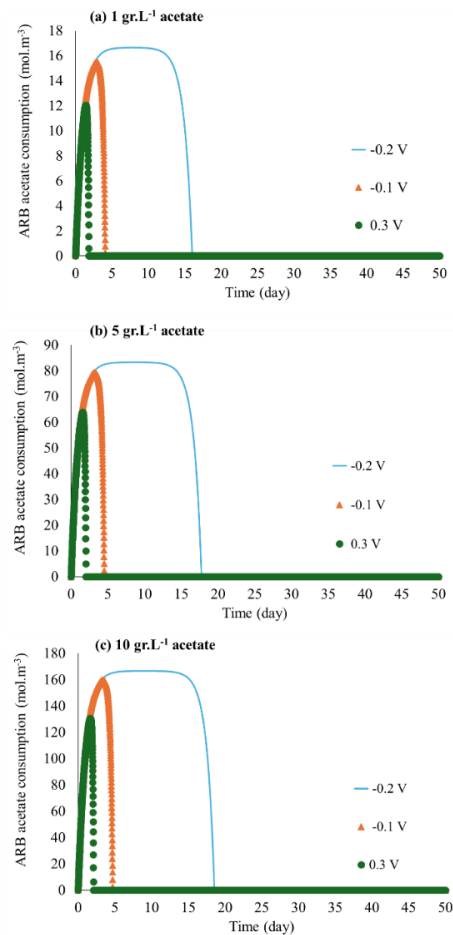 (a) 1 gr.L⁻¹ acetate
ARB acetate consumption (mol.m⁻³)
18
16
14
12
10
8
6
4
2
0
-0.2 V
-0.1 V
0.3 V
0 5 10 15 20 25 30 35 40 45 50
Time (day)
(b) 5 gr.L⁻¹ acetate
ARB acetate consumption (mol.m⁻³)
90
80
70
60
50
40
30
20
10
0
-0.2 V
-0.1 V
0.3 V
0 5 10 15 20 25 30 35 40 45 50
Time (day)
(c) 10 gr.L⁻¹ acetate
ARB acetate consumption (mol.m⁻³)
180
160
140
120
100
80
60
40
20
0
-0.2 V
-0.1 V
0.3 V
0 5 10 15 20 25 30 35 40 45 50
Time (day)